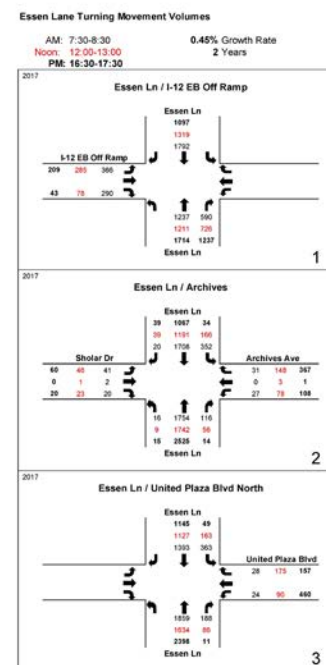 Essen Lane Turning Movement Volumes
AM: 7:30-8:30 0.45% Growth Rate
Noon: 12:00-13:00 2 Years
PM: 16:30-17:30
2017
Essen Ln / I-12 EB Off Ramp
Essen Ln
1097
1319
1792
I-12 EB Off Ramp
209 285 366
43 78 290
1237 590
1211 726
1714 1237
Essen Ln
1
2017
Essen Ln / Archives
Essen Ln
39 1067 34
39 1191 166
20 1708 352
Sholar Dr Archives Ave
60 46 41 31 148 367
0 1 2 0 3 1
20 23 20 27 78 108
16 1754 116
9 1742 56
15 2525 14
Essen Ln
2
2017
Essen Ln / United Plaza Blvd North
Essen Ln
1145 49
1127 163
1393 363
United Plaza Blvd
28 175 157
24 90 460
1859 188
1634 86
2398 11
Essen Ln
3